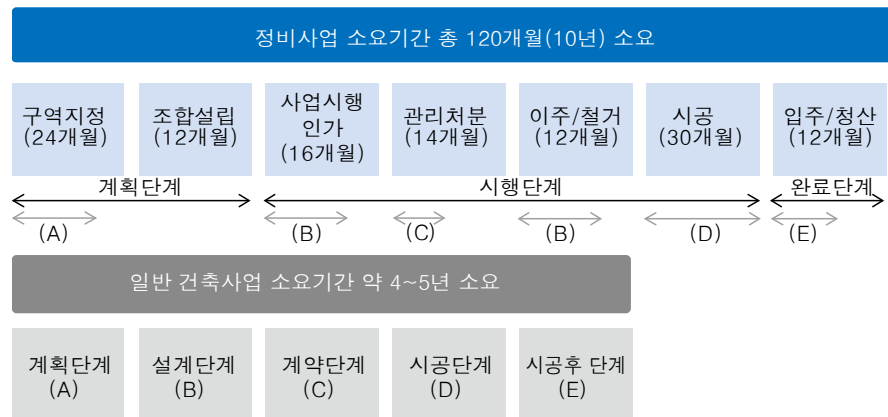 정비사업 소요기간 총 120개월(10년) 소요
구역지정
(24개월)
조합설립
(12개월)
사업시행
인가
(16개월)
관리처분
(14개월)
이주/철거
(12개월)
시공
(30개월)
입주/청산
(12개월)
계획단계
시행단계
완료단계
(A)
(B)
(C)
(B)
(D)
(E)
일반 건축사업 소요기간 약 4~5년 소요
계획단계
(A)
설계단계
(B)
계약단계
(C)
시공단계
(D)
시공후 단계
(E)